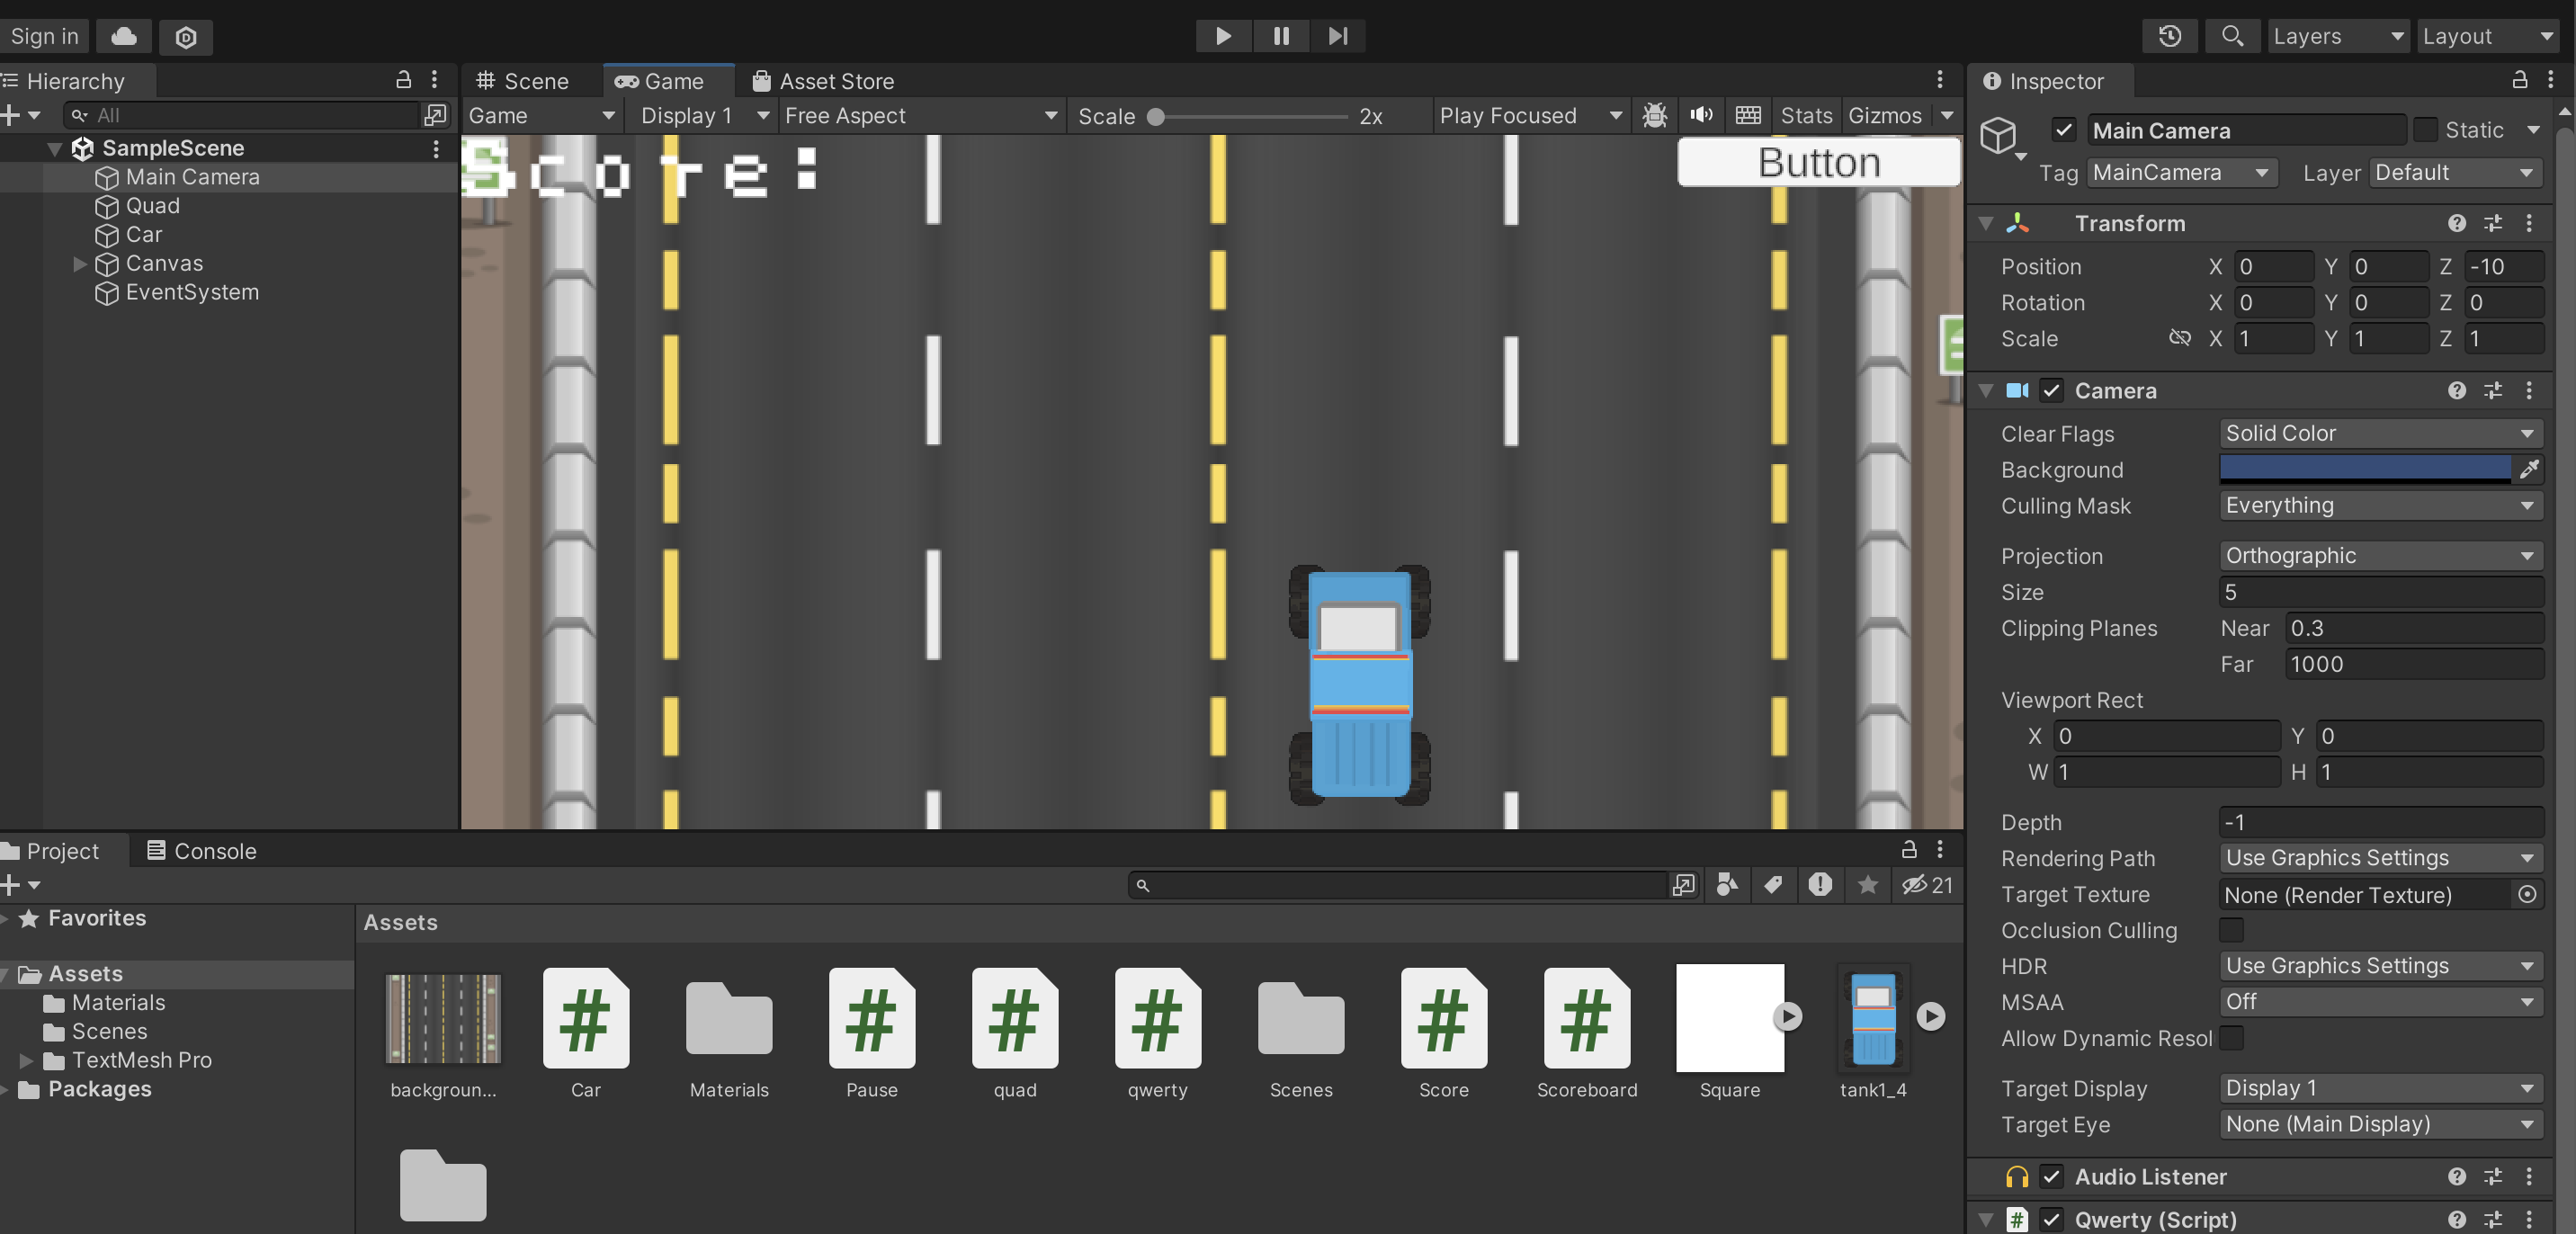 Sign in
Layers
Layout
Hierarchy
Scene
Game
Asset Store
Inspector
All
Game
Display 1
Free Aspect
Scale
2x
Play Focused
Stats
Gizmos
SampleScene
Main Camera
Quad
Car
Canvas
EventSystem
Score:
Button
Main Camera
Static
Tag
MainCamera
Layer
Default
Transform
Position X 0 Y 0 Z -10
Rotation X 0 Y 0 Z 0
Scale X 1 Y 1 Z 1
Camera
Clear Flags Solid Color
Background
Culling Mask Everything
Projection Orthographic
Size 5
Clipping Planes Near 0.3
Far 1000
Viewport Rect
X 0 Y 0
W 1 H 1
Depth -1
Rendering Path Use Graphics Settings
Target Texture None (Render Texture)
Occlusion Culling
HDR Use Graphics Settings
MSAA Off
Allow Dynamic Resol
Target Display Display 1
Target Eye None (Main Display)
Audio Listener
# Qwerty (Script)
Project
Console
21
Favorites
Assets
Materials
Scenes
TextMesh Pro
Packages
Assets
backgroun...
# Car
Materials
# Pause
# quad
# qwerty
Scenes
# Score
# Scoreboard
Square
tank1_4